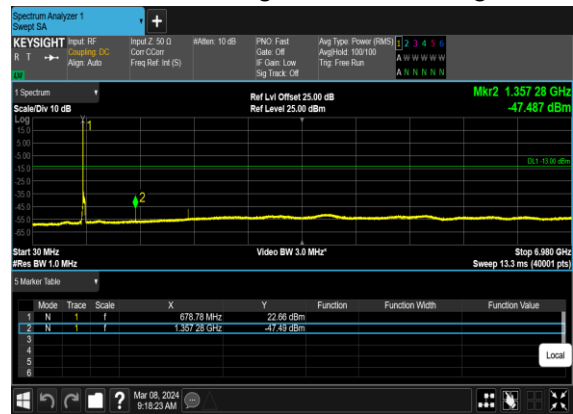 Spectrum Analyzer 1
Swept SA
KEYSIGHT
R T
LW
Input: RF
Coupling: DC
Align: Auto
Input Z: 50 Ω
Corr CCorr
Freq Ref: Int (S)
#Atten: 10 dB
PNO: Fast
Gate: Off
IF Gain: Low
Sig Track: Off
Avg Type: Power (RMS)
Avg|Hold: 100/100
Trig: Free Run
1 2 3 4 5 6
A W W W W W
A N N N N N
1 Spectrum
Scale/Div 10 dB
Ref Lvl Offset 25.00 dB
Ref Level 25.00 dBm
Mkr2 1.357 28 GHz
-47.487 dBm
Log
15.0
5.00
-5.00
-15.0
-25.0
-35.0
-45.0
-55.0
-65.0
1
2
DL1 -13.00 dBm
Start 30 MHz
#Res BW 1.0 MHz
Video BW 3.0 MHz*
Stop 6.980 GHz
Sweep 13.3 ms (40001 pts)
5 Marker Table
Mode Trace Scale X Y Function Function Width Function Value
1 N 1 f 678.78 MHz 22.66 dBm
2 N 1 f 1.357 28 GHz -47.49 dBm
3
4
5
6
Local
?
Mar 08, 2024
9:18:23 AM